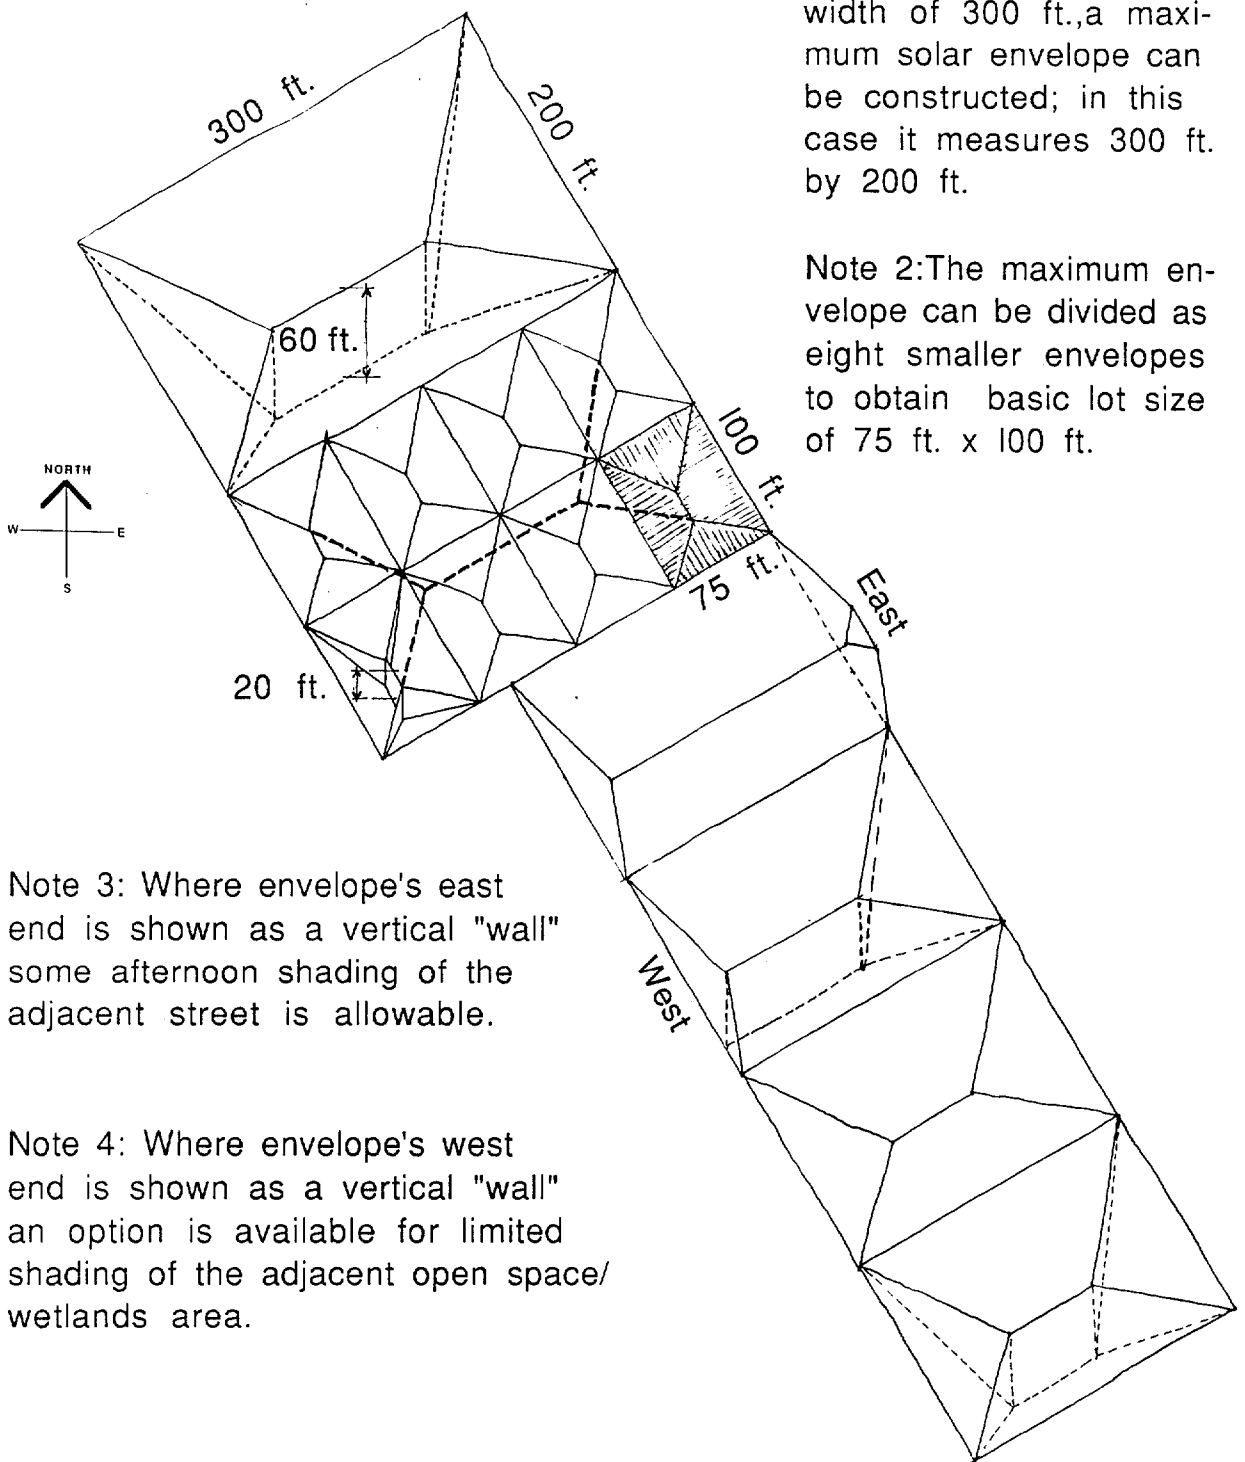 width of 300 ft.,a maxi-
mum solar envelope can
be constructed; in this
case it measures 300 ft.
by 200 ft.
300 ft.
200 ft.
Note 2:The maximum en-
velope can be divided as
eight smaller envelopes
to obtain basic lot size
of 75 ft. x 100 ft.
60 ft.
100 ft.
NORTH
W
E
S
75 ft.
East
20 ft.
Note 3: Where envelope's east
end is shown as a vertical "wall"
some afternoon shading of the
adjacent street is allowable.
West
Note 4: Where envelope's west
end is shown as a vertical "wall"
an option is available for limited
shading of the adjacent open space/
wetlands area.